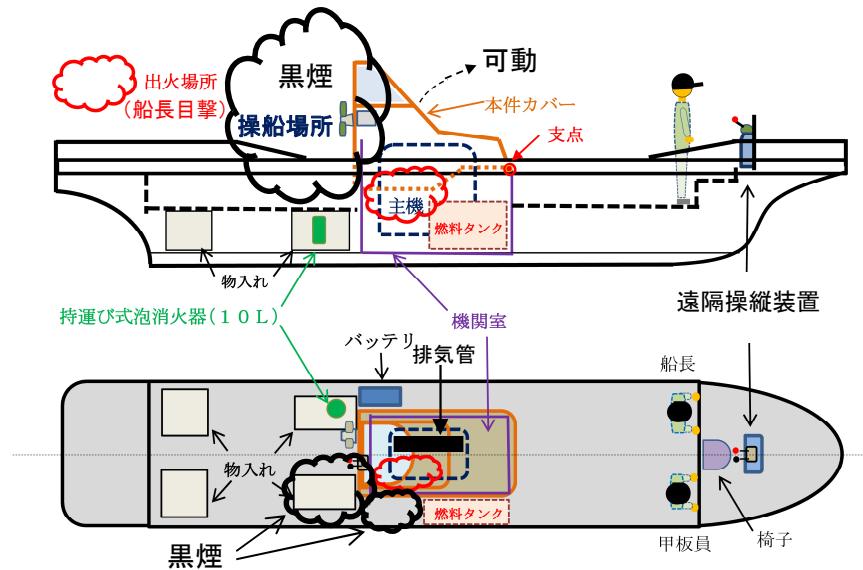 黒煙
可動
出火場所
(船長目撃)
操船場所
本件カバー
支点
主機
燃料タンク
物入れ
遠隔操縦装置
持運び式泡消火器(１０Ｌ)
機関室
バッテリ
排気管
船長
物入れ
燃料タンク
黒煙
甲板員
椅子